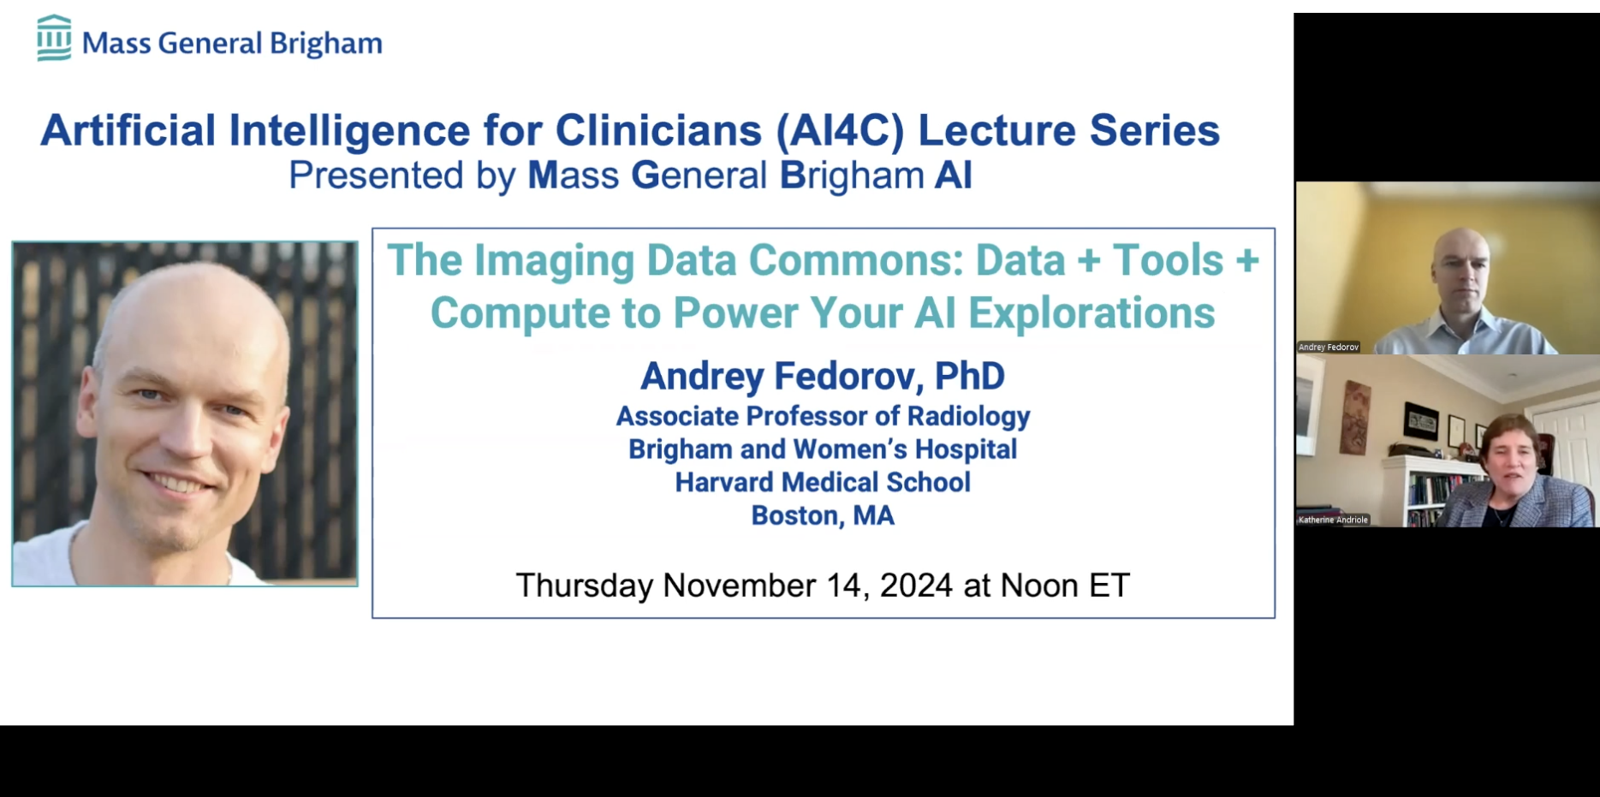 Mass General Brigham
Artificial Intelligence for Clinicians (AI4C) Lecture Series
Presented by Mass General Brigham AI
The Imaging Data Commons: Data + Tools +
Compute to Power Your AI Explorations
Andrey Fedorov, PhD
Associate Professor of Radiology
Brigham and Women’s Hospital
Harvard Medical School
Boston, MA
Thursday November 14, 2024 at Noon ET
Andrey Fedorov
Katherine Andriole